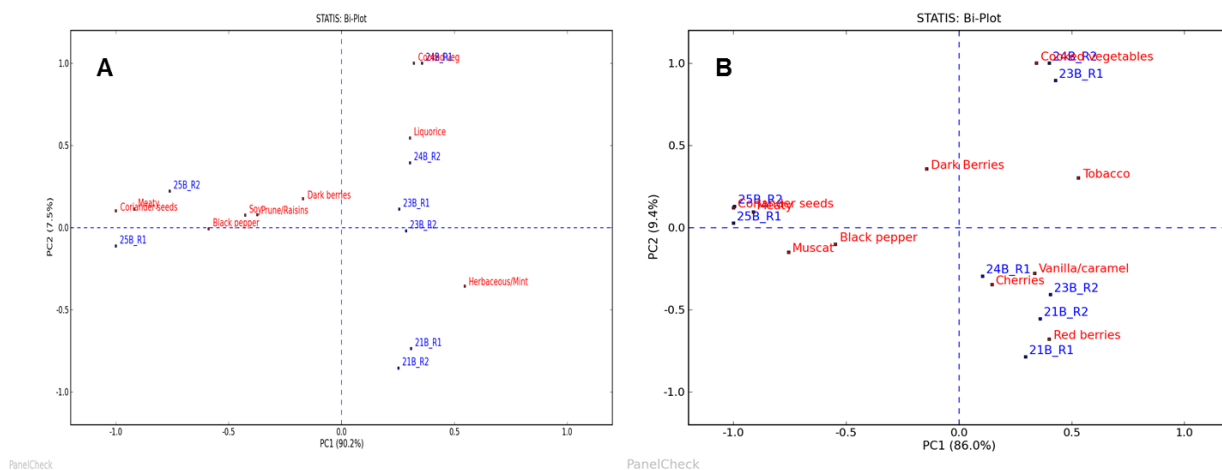 STATIS: Bi-Plot
A
1.0
0.5
0.0
-0.5
-1.0
PC2 (7.5%)
24B_R1
Liquorice
24B_R2
Dark berries
25B_R2
Meaty
Coriander seeds
Soy
Prune/Raisins
Black pepper
23B_R1
23B_R2
25B_R1
Herbaceous/Mint
21B_R1
21B_R2
-1.0 -0.5 0.0 0.5 1.0
PC1 (90.2%)
PanelCheck
STATIS: Bi-Plot
B
1.0
0.5
0.0
-0.5
-1.0
PC2 (9.4%)
24B_R2
Cooked vegetables
23B_R1
Dark Berries
Tobacco
25B_R2
Coriander seeds
Meaty
25B_R1
Black pepper
Muscat
24B_R1
Vanilla/caramel
Cherries
23B_R2
21B_R2
Red berries
21B_R1
-1.0 -0.5 0.0 0.5 1.0
PC1 (86.0%)
PanelCheck